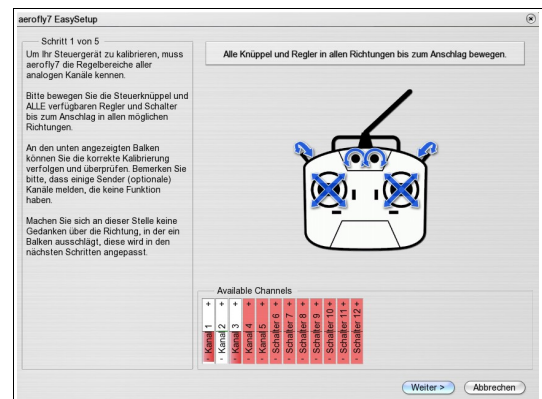 aerofly7 EasySetup
Schritt 1 von 5
Um Ihr Steuergerät zu kalibrieren, muss
aerofly7 die Regelbereiche aller
analogen Kanäle kennen.
Bitte bewegen Sie die Steuerknüppel und
ALLE verfügbaren Regler und Schalter
bis zum Anschlag in allen möglichen
Richtungen.
An den unten angezeigten Balken
können Sie die korrekte Kalibrierung
verfolgen und überprüfen. Bemerken Sie
bitte, dass einige Sender (optionale)
Kanäle melden, die keine Funktion
haben.
Machen Sie sich an dieser Stelle keine
Gedanken über die Richtung, in der ein
Balken ausschlägt, diese wird in den
nächsten Schritten angepasst.
Alle Knüppel und Regler in allen Richtungen bis zum Anschlag bewegen.
Available Channels
- Kanal 1 +
- Kanal 2 +
- Kanal 3 +
- Kanal 4 +
- Kanal 5 +
- Schalter 6 +
- Schalter 7 +
- Schalter 8 +
- Schalter 9 +
- Schalter 10 +
- Schalter 11 +
- Schalter 12 +
Weiter >
Abbrechen